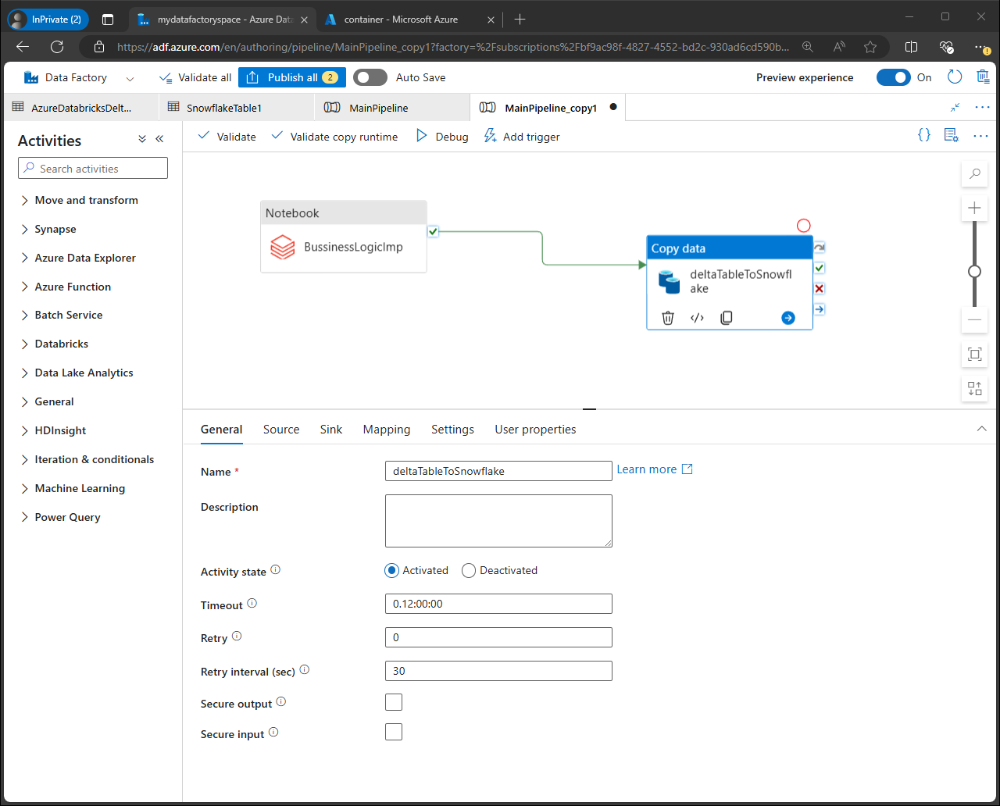 InPrivate (2)
mydatafactoryspace - Azure Data
container - Microsoft Azure
https://adf.azure.com/en/authoring/pipeline/MainPipeline_copy1?factory=%2Fsubscriptions%2Fbf9ac98f-4827-4552-bd2c-930ad6cd590b...
Data Factory
Validate all
Publish all 2
Auto Save
Preview experience
On
AzureDatabricksDelt...
SnowflakeTable1
MainPipeline
MainPipeline_copy1
Activities
Validate
Validate copy runtime
Debug
Add trigger
Search activities
Move and transform
Synapse
Azure Data Explorer
Azure Function
Batch Service
Databricks
Data Lake Analytics
General
HDInsight
Iteration & conditionals
Machine Learning
Power Query
Notebook
BussinessLogicImp
Copy data
deltaTableToSnowfl
ake
General
Source
Sink
Mapping
Settings
User properties
Name *
deltaTableToSnowflake
Learn more
Description
Activity state
Activated
Deactivated
Timeout
0.12:00:00
Retry
0
Retry interval (sec)
30
Secure output
Secure input